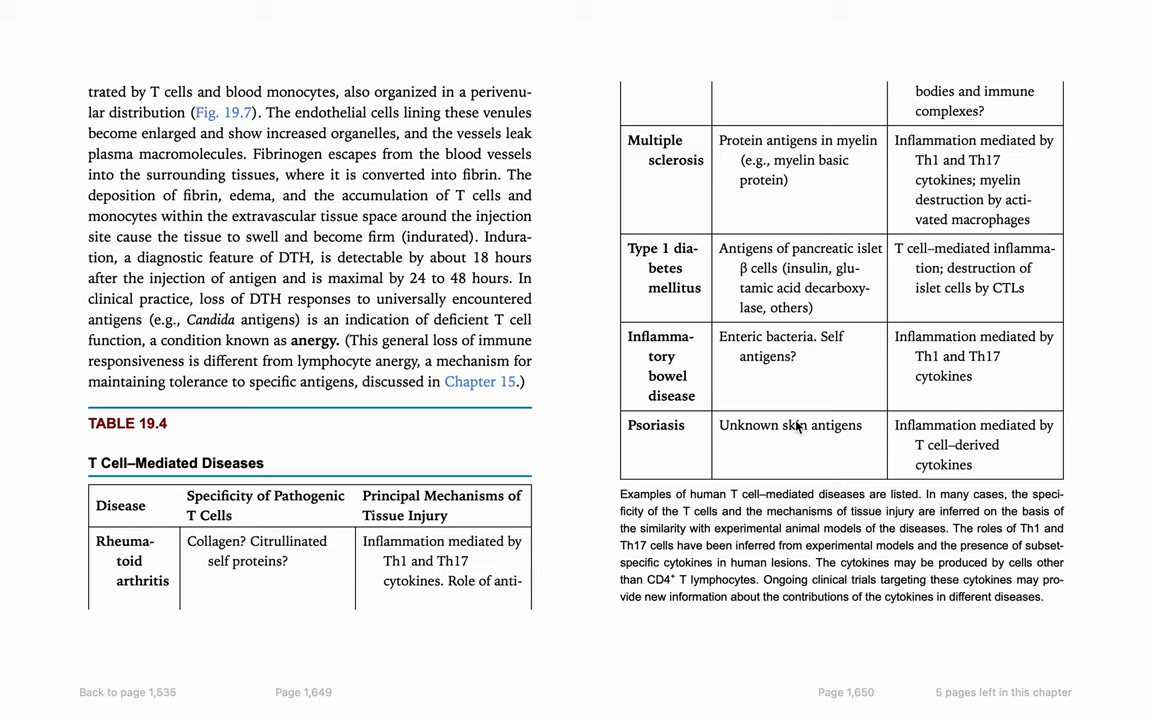 trated by T cells and blood monocytes, also organized in a perivenu-
lar distribution (Fig. 19.7). The endothelial cells lining these venules
become enlarged and show increased organelles, and the vessels leak
plasma macromolecules. Fibrinogen escapes from the blood vessels
into the surrounding tissues, where it is converted into fibrin. The
deposition of fibrin, edema, and the accumulation of T cells and
monocytes within the extravascular tissue space around the injection
site cause the tissue to swell and become firm (indurated). Indura-
tion, a diagnostic feature of DTH, is detectable by about 18 hours
after the injection of antigen and is maximal by 24 to 48 hours. In
clinical practice, loss of DTH responses to universally encountered
antigens (e.g., Candida antigens) is an indication of deficient T cell
function, a condition known as anergy. (This general loss of immune
responsiveness is different from lymphocyte anergy, a mechanism for
maintaining tolerance to specific antigens, discussed in Chapter 15.)
TABLE 19.4
T Cell–Mediated Diseases
Disease
Specificity of Pathogenic
T Cells
Principal Mechanisms of
Tissue Injury
Rheuma-
toid
arthritis
Collagen? Citrullinated
self proteins?
Inflammation mediated by
Th1 and Th17
cytokines. Role of anti-
bodies and immune
complexes?
Multiple
sclerosis
Protein antigens in myelin
(e.g., myelin basic
protein)
Inflammation mediated by
Th1 and Th17
cytokines; myelin
destruction by acti-
vated macrophages
Type 1 dia-
betes
mellitus
Antigens of pancreatic islet
β cells (insulin, glu-
tamic acid decarboxy-
lase, others)
T cell–mediated inflamma-
tion; destruction of
islet cells by CTLs
Inflamma-
tory
bowel
disease
Enteric bacteria. Self
antigens?
Inflammation mediated by
Th1 and Th17
cytokines
Psoriasis
Unknown skin antigens
Inflammation mediated by
T cell–derived
cytokines
Examples of human T cell–mediated diseases are listed. In many cases, the speci-
ficity of the T cells and the mechanisms of tissue injury are inferred on the basis of
the similarity with experimental animal models of the diseases. The roles of Th1 and
Th17 cells have been inferred from experimental models and the presence of subset-
specific cytokines in human lesions. The cytokines may be produced by cells other
than CD4⁺ T lymphocytes. Ongoing clinical trials targeting these cytokines may pro-
vide new information about the contributions of the cytokines in different diseases.
Back to page 1,535
Page 1,649
Page 1,650
5 pages left in this chapter